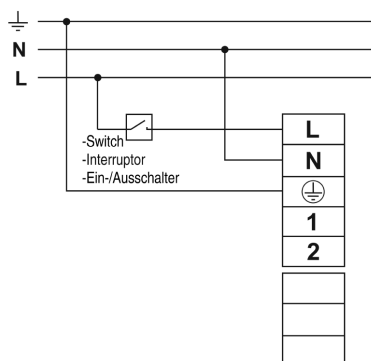 N
L
-Switch
-Interruptor
-Ein-/Ausschalter
L
N
1
2